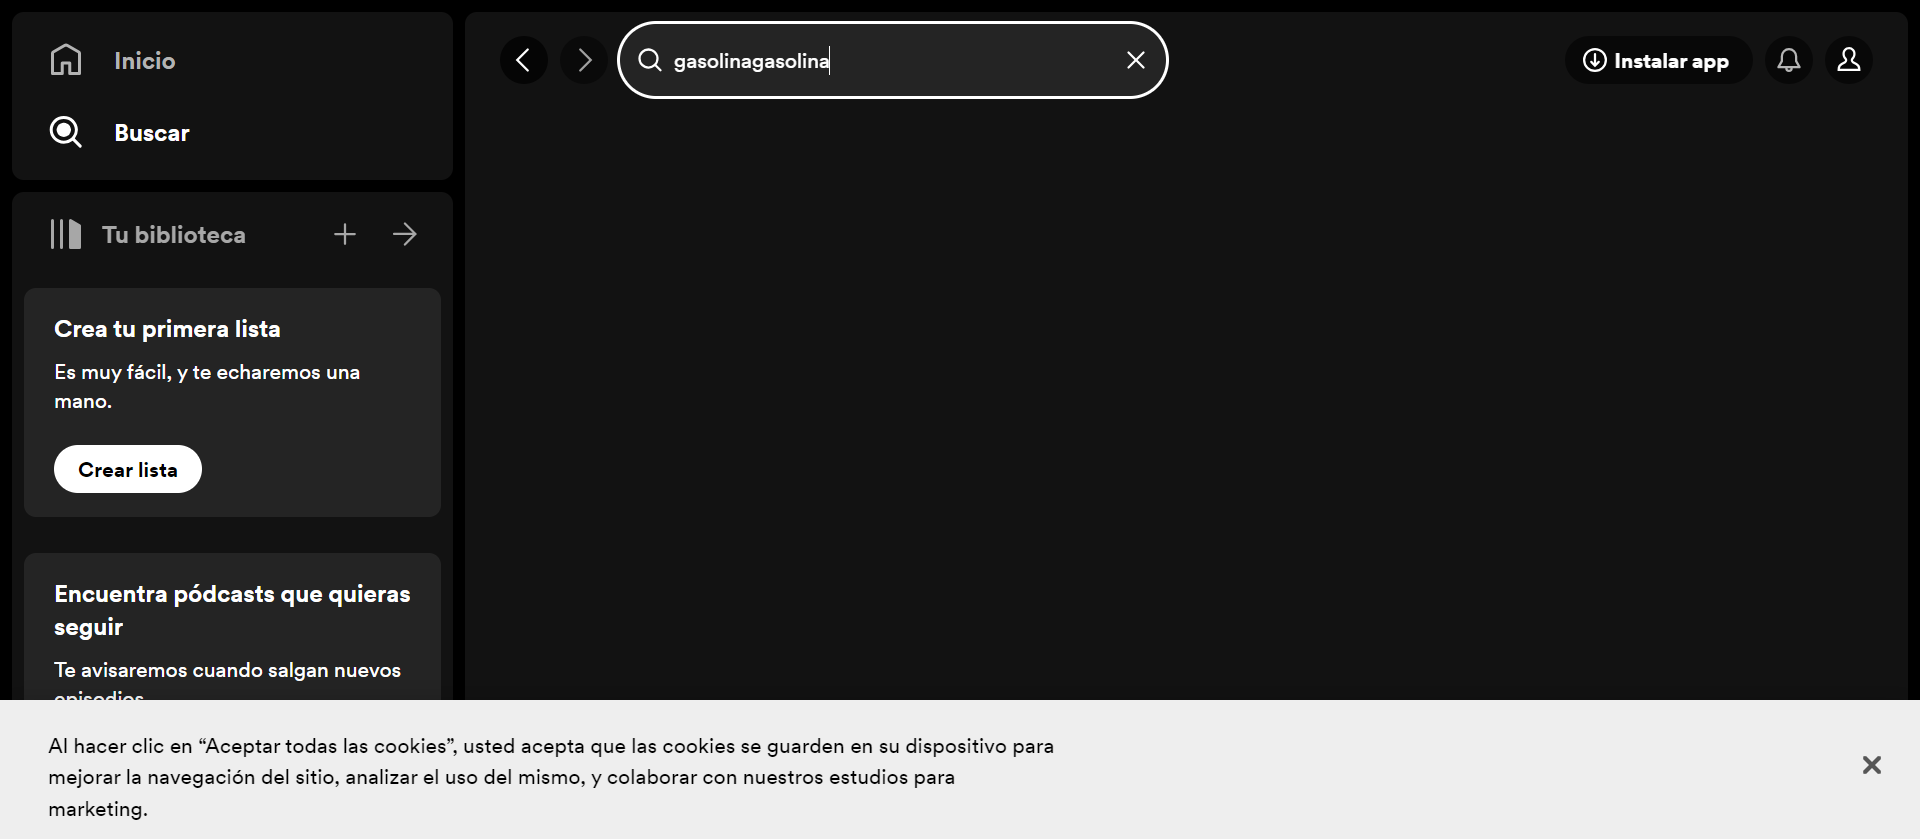 Inicio
Buscar
Tu biblioteca
Crea tu primera lista
Es muy fácil, y te echaremos una
mano.
Crear lista
Encuentra pódcasts que quieras
seguir
Te avisaremos cuando salgan nuevos
episodios
gasolinagasolina
Instalar app
Al hacer clic en “Aceptar todas las cookies”, usted acepta que las cookies se guarden en su dispositivo para
mejorar la navegación del sitio, analizar el uso del mismo, y colaborar con nuestros estudios para
marketing.